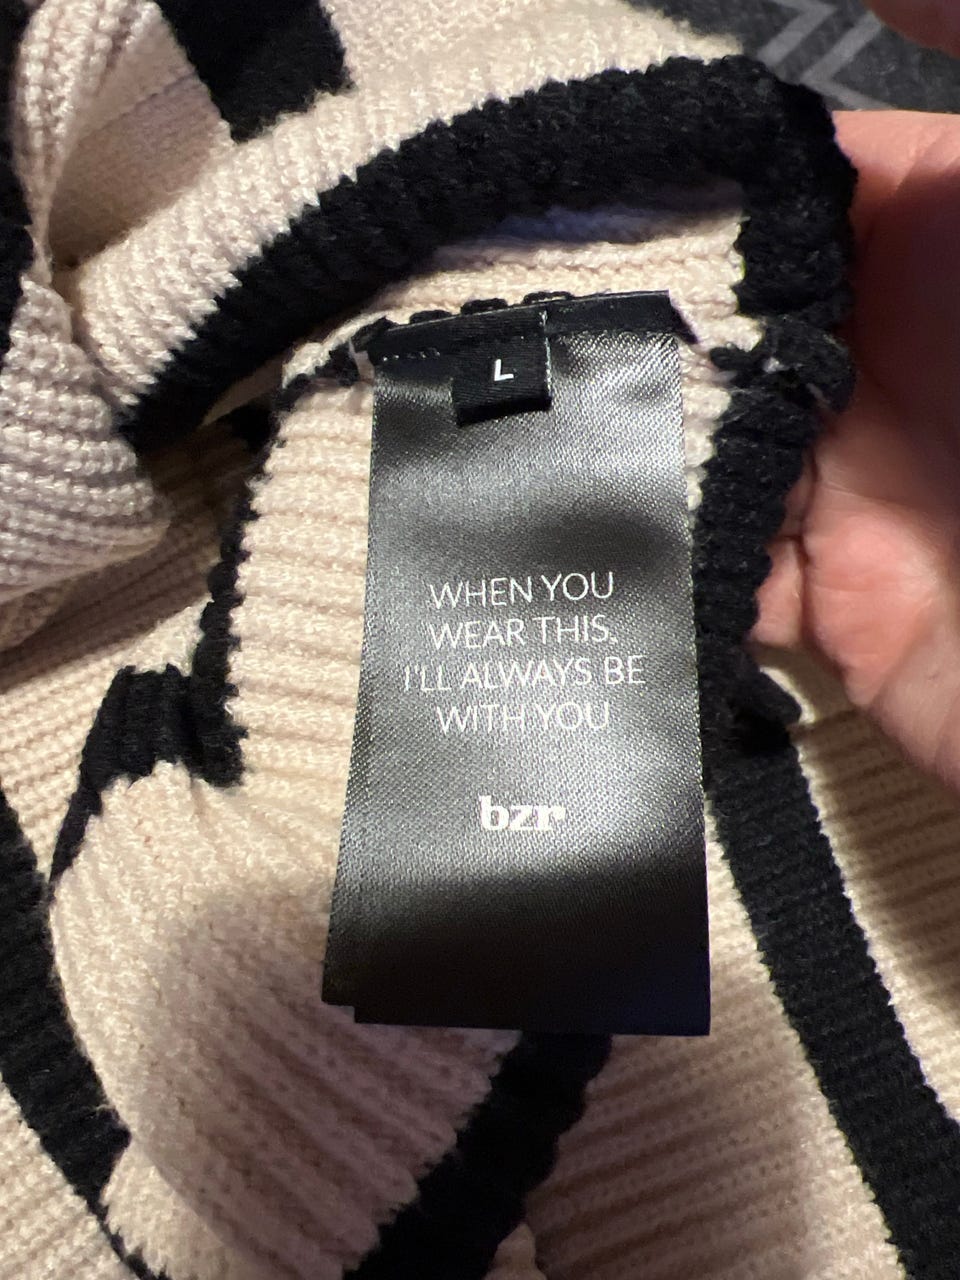 L
WHEN YOU
WEAR THIS,
I'LL ALWAYS BE
WITH YOU
bzr